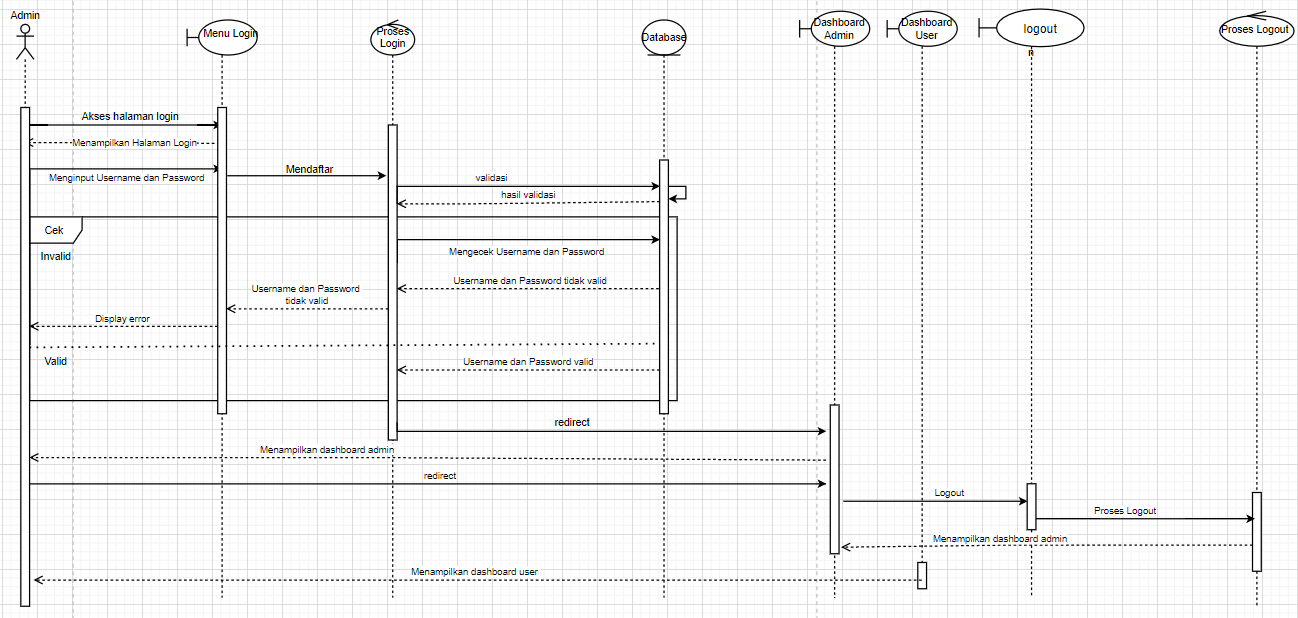 Admin
Menu Login
Proses
Login
Database
Dashboard
Admin
Dashboard
User
logout
Proses Logout
Akses halaman login
Menampilkan Halaman Login
Menginput Username dan Password
Mendaftar
validasi
hasil validasi
Cek
Invalid
Mengecek Username dan Password
Username dan Password tidak valid
Username dan Password
tidak valid
Display error
Valid
Username dan Password valid
redirect
Menampilkan dashboard admin
redirect
Logout
Proses Logout
Menampilkan dashboard admin
Menampilkan dashboard user